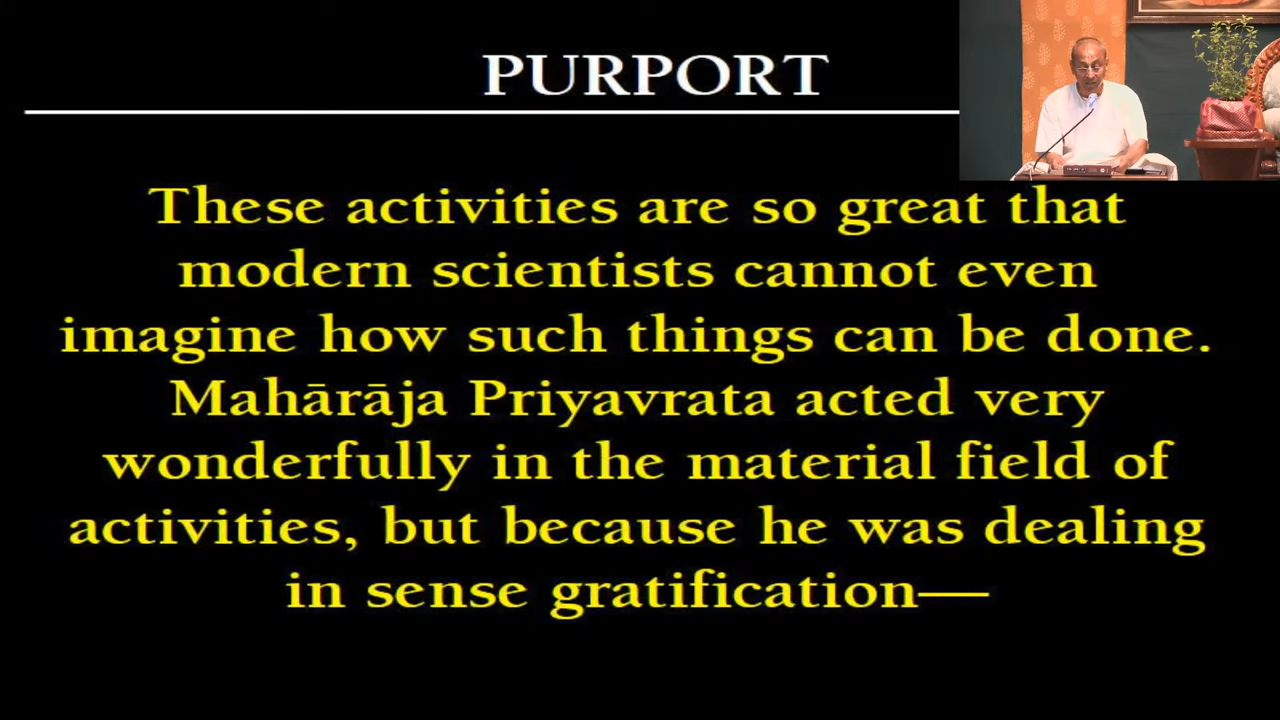 PURPORT
These activities are so great that
modern scientists cannot even
imagine how such things can be done.
Mahārāja Priyavrata acted very
wonderfully in the material field of
activities, but because he was dealing
in sense gratification—